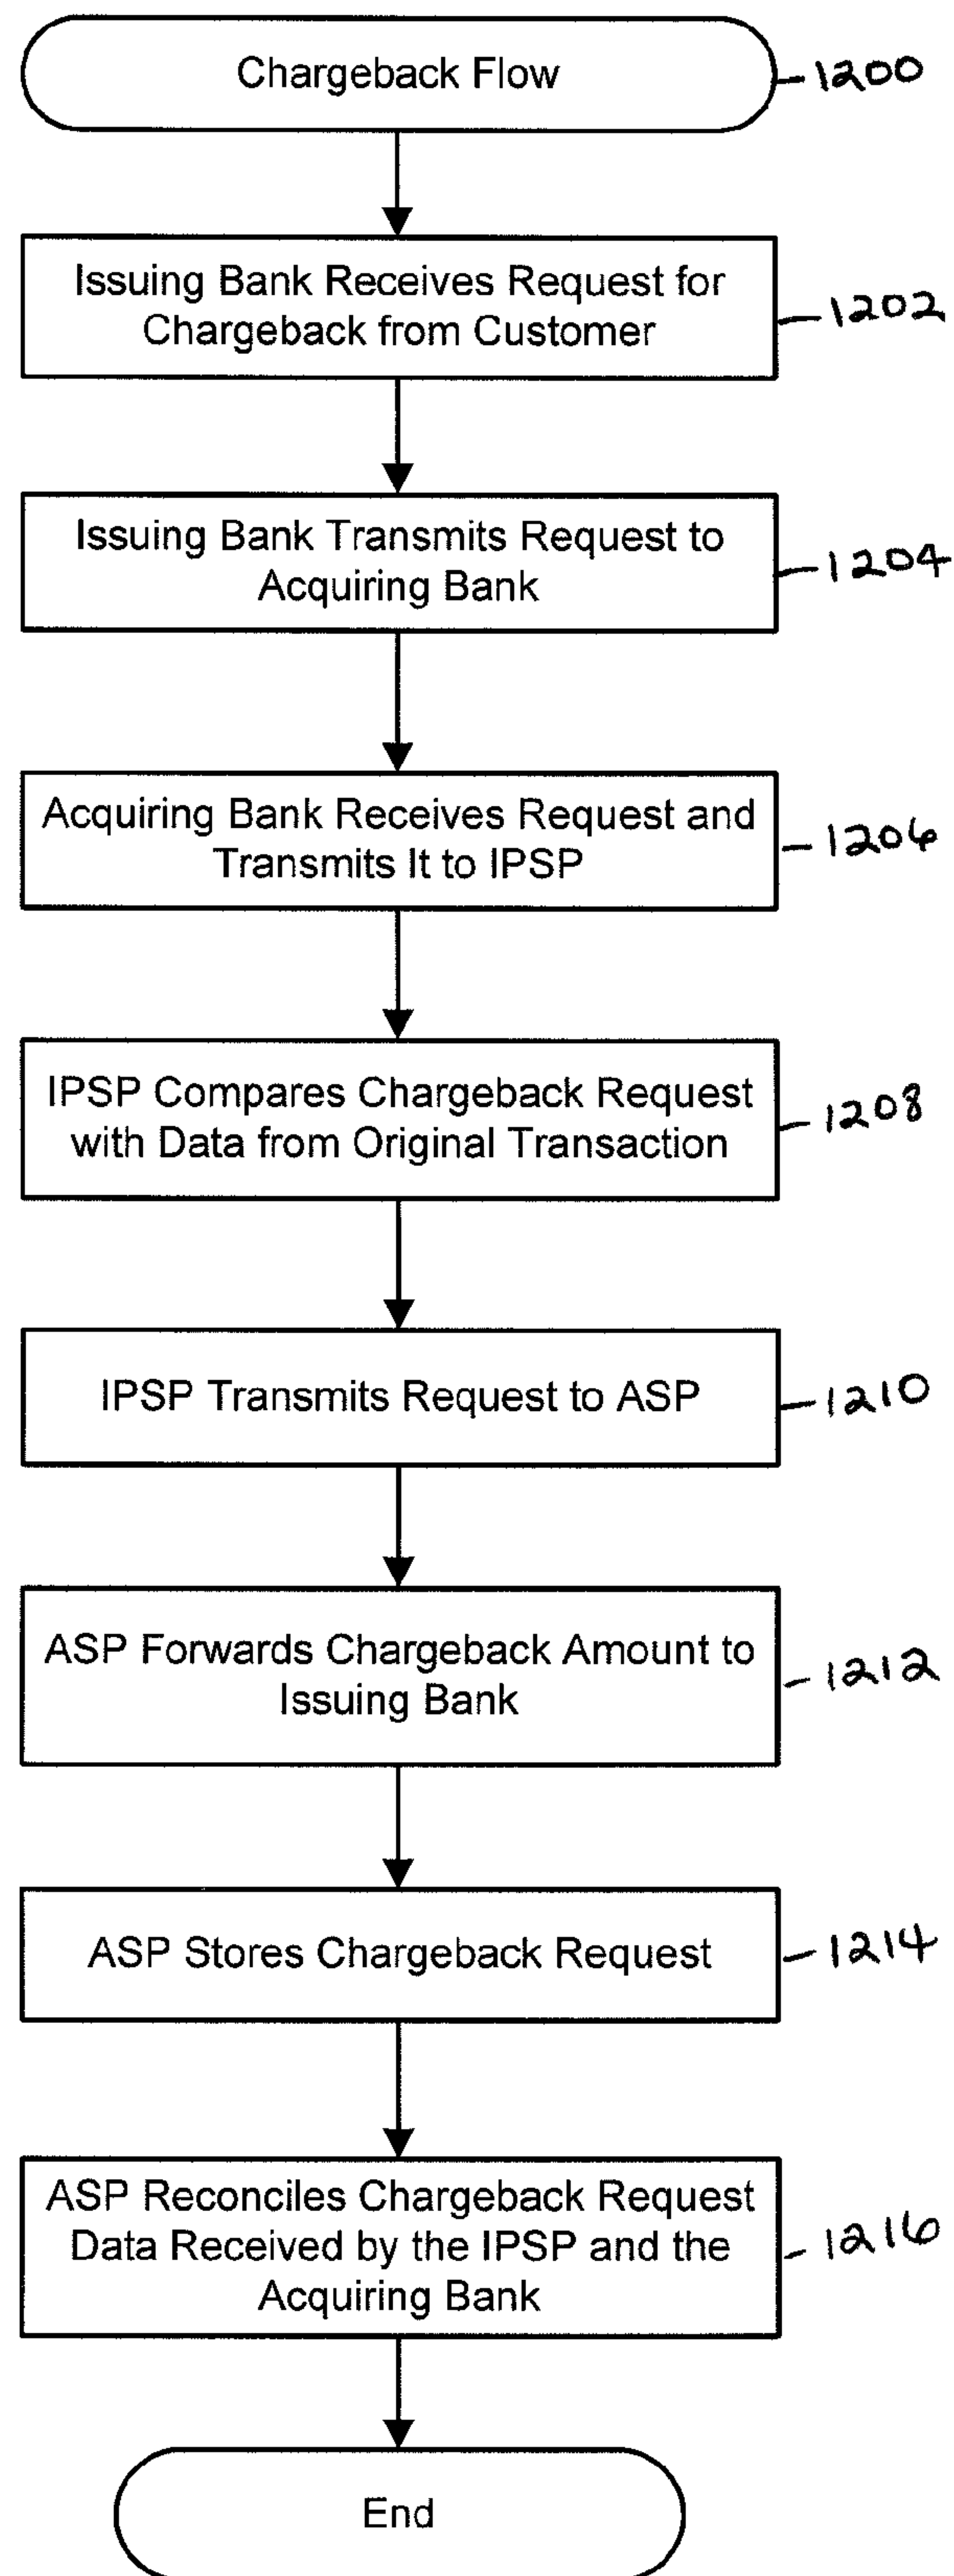 Chargeback Flow
1200
Issuing Bank Receives Request for
Chargeback from Customer
1202
Issuing Bank Transmits Request to
Acquiring Bank
1204
Acquiring Bank Receives Request and
Transmits It to IPSP
1206
IPSP Compares Chargeback Request
with Data from Original Transaction
1208
IPSP Transmits Request to ASP
1210
ASP Forwards Chargeback Amount to
Issuing Bank
1212
ASP Stores Chargeback Request
1214
ASP Reconciles Chargeback Request
Data Received by the IPSP and the
Acquiring Bank
1216
End